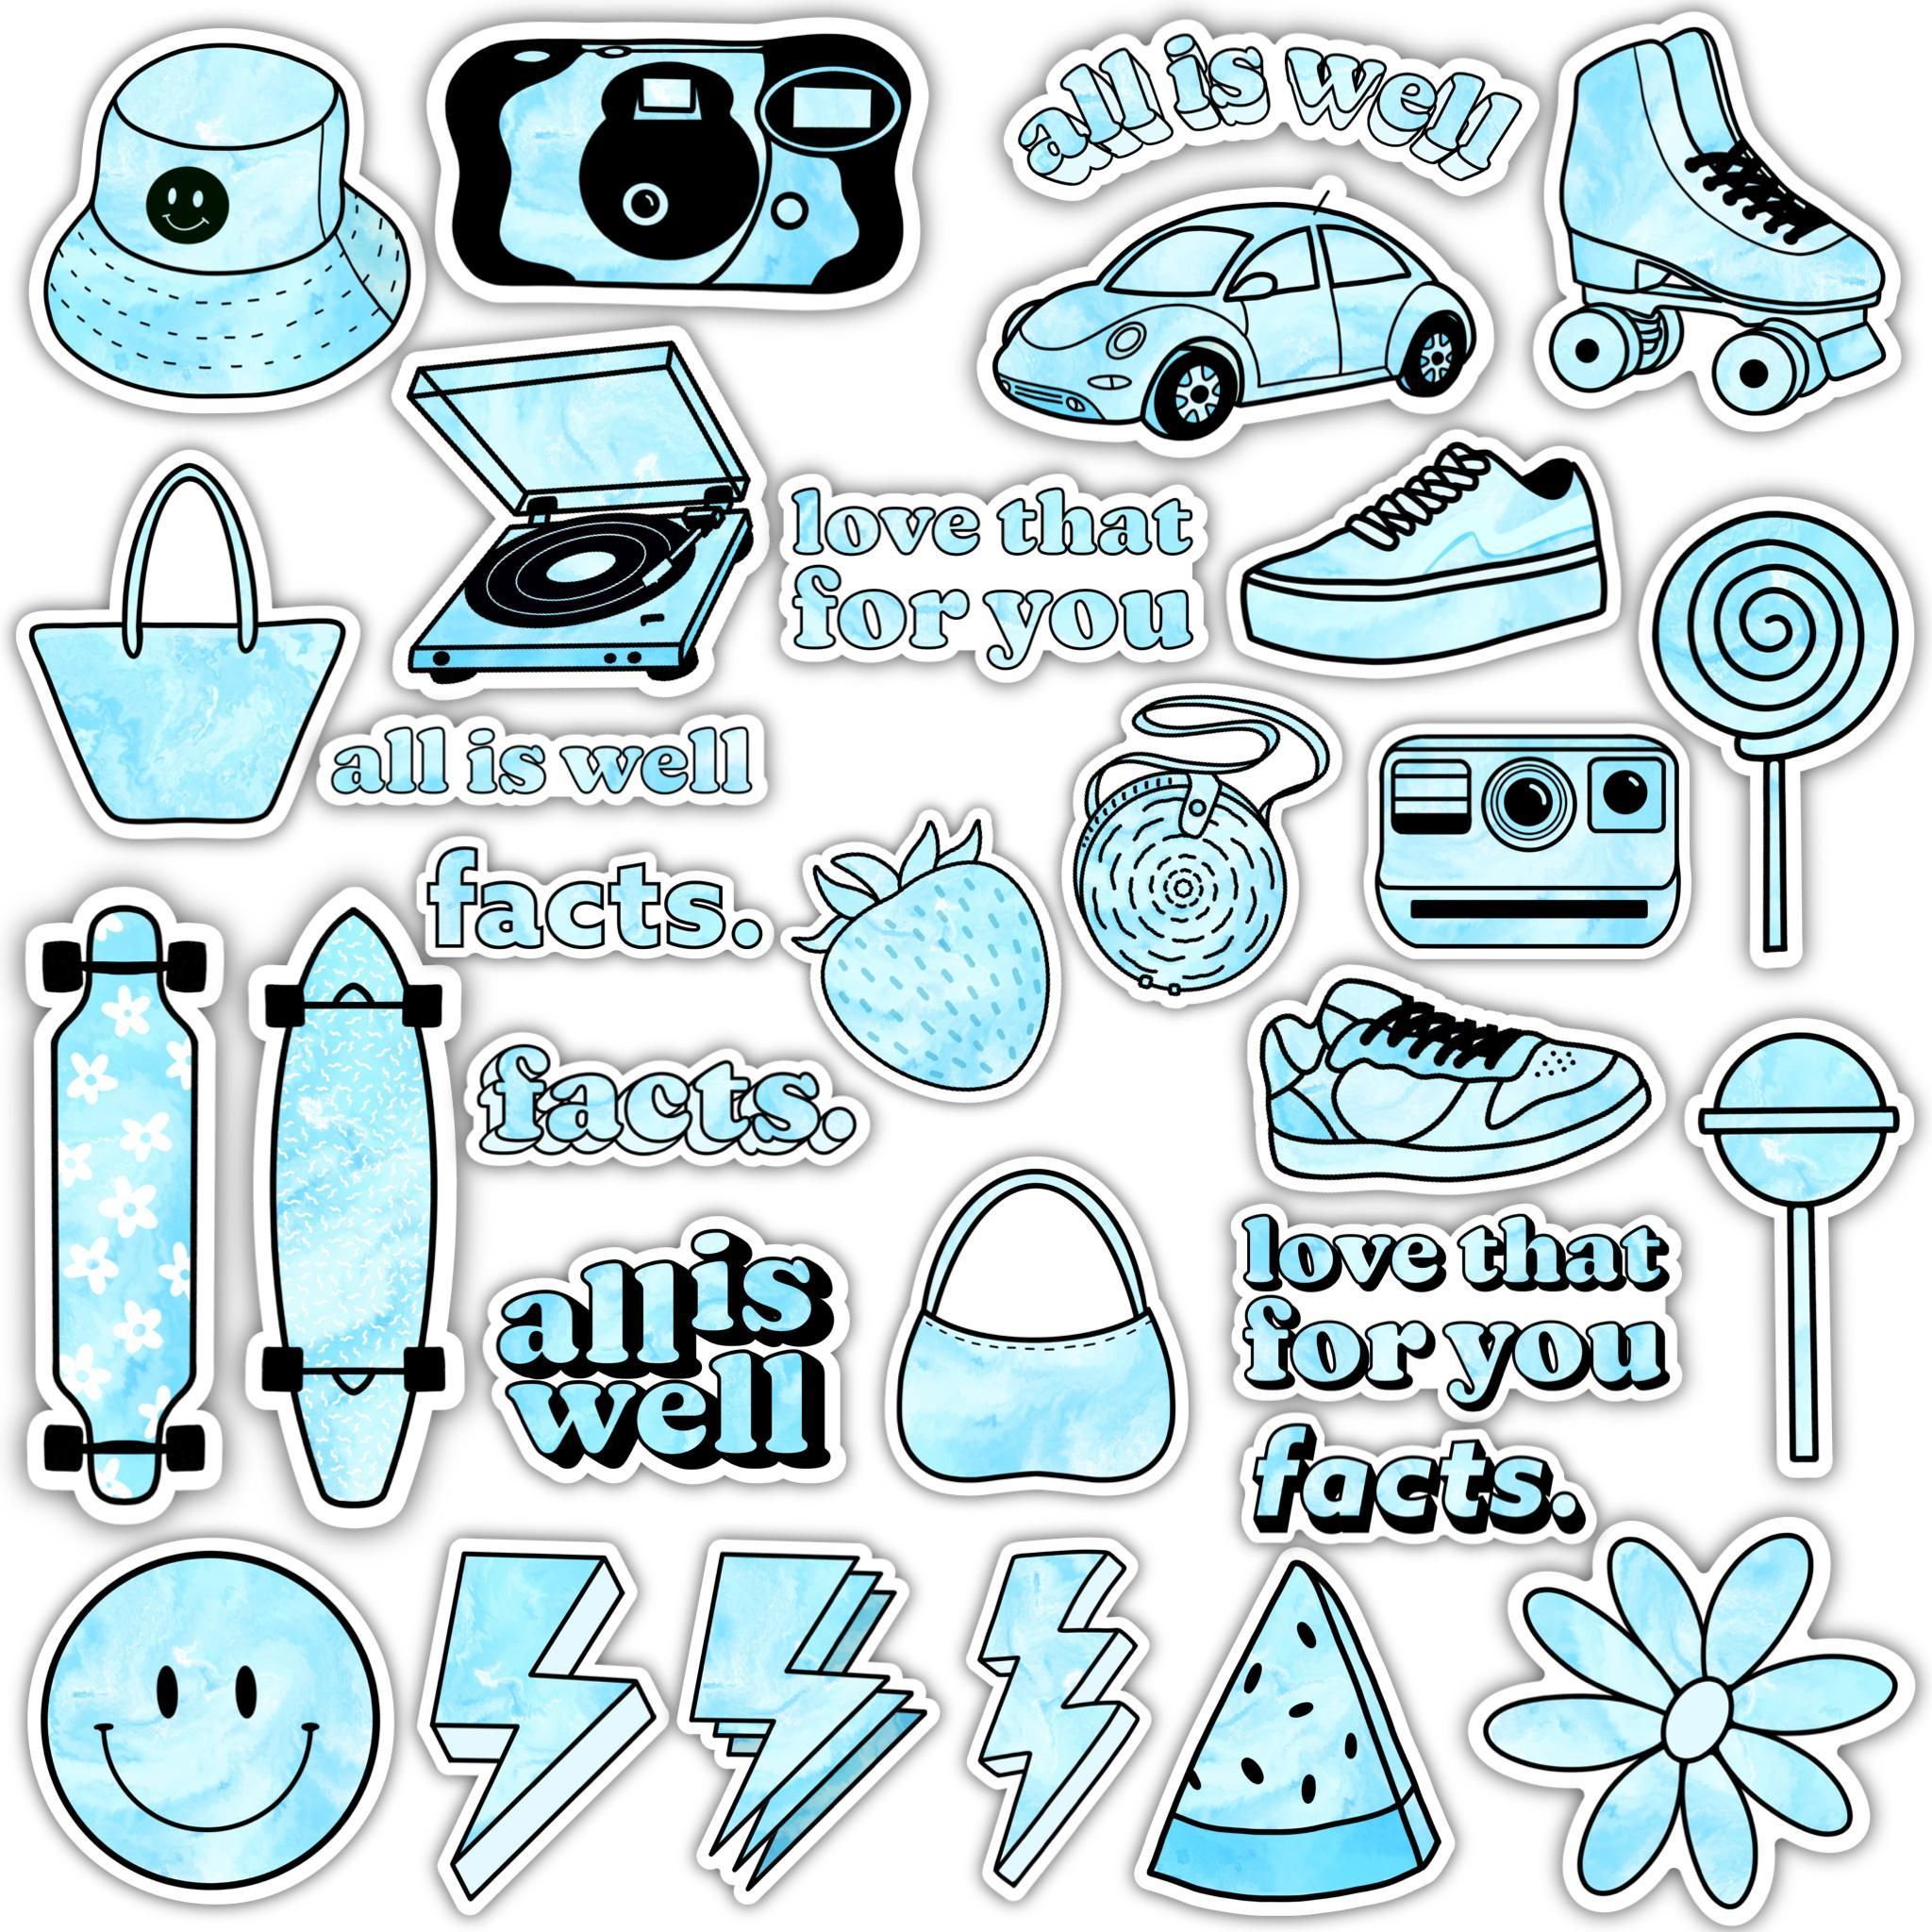 all is well
love that
for you
all is well
facts.
facts.
all is
well
love that
for you
facts.